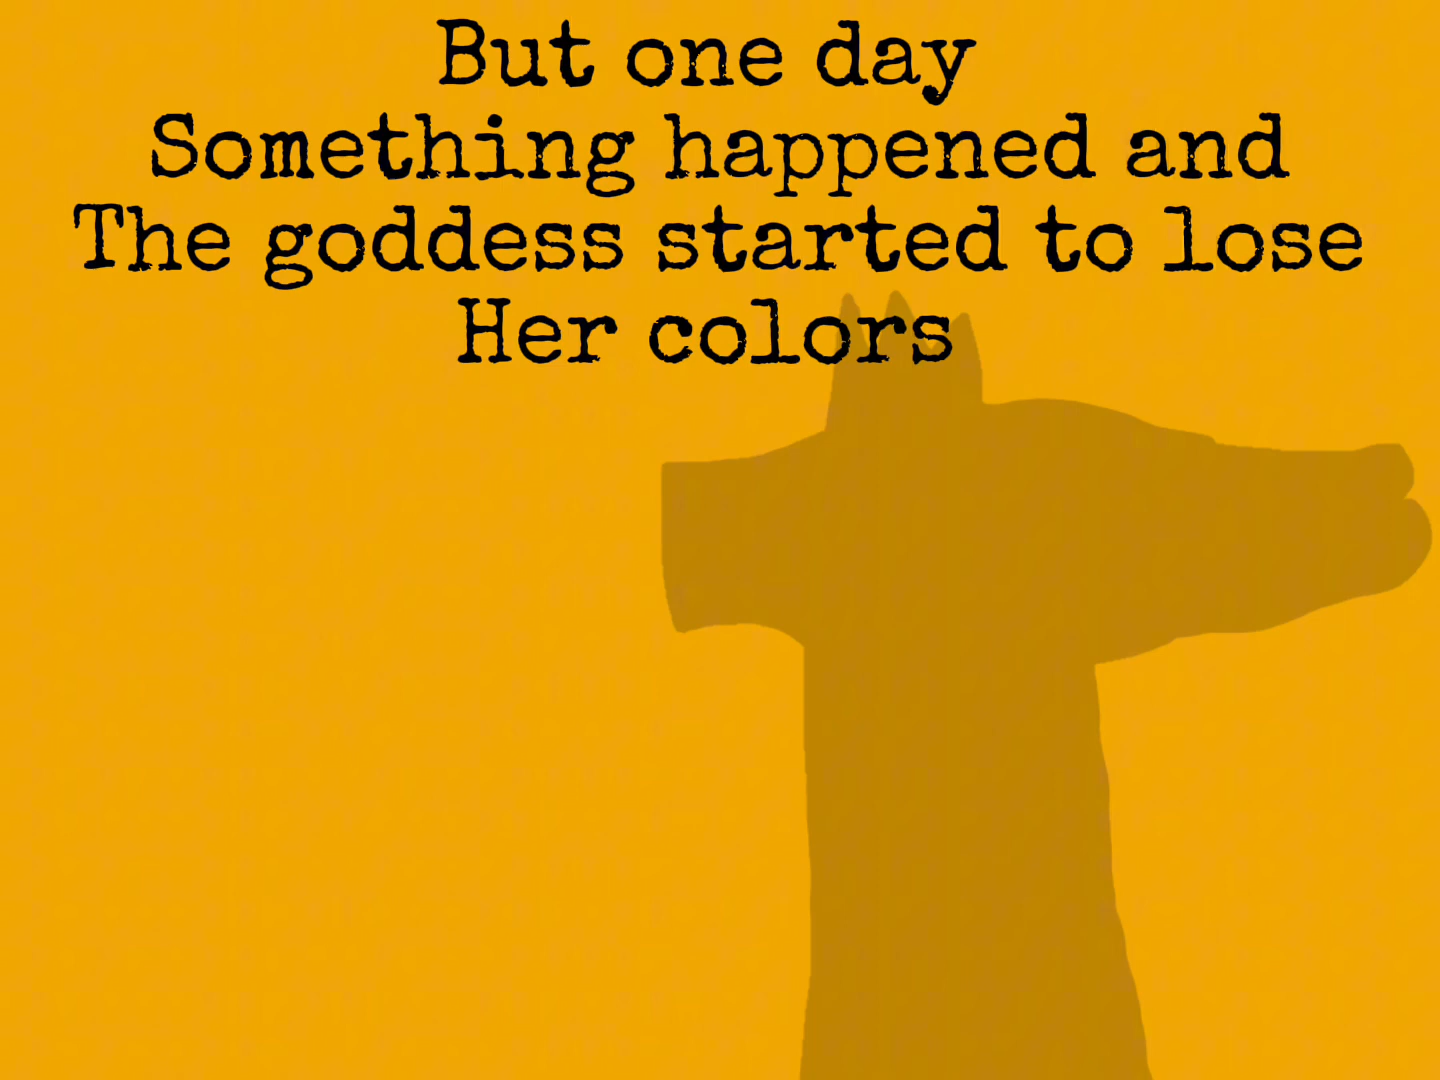 But one day
Something happened and
The goddess started to lose
Her colors